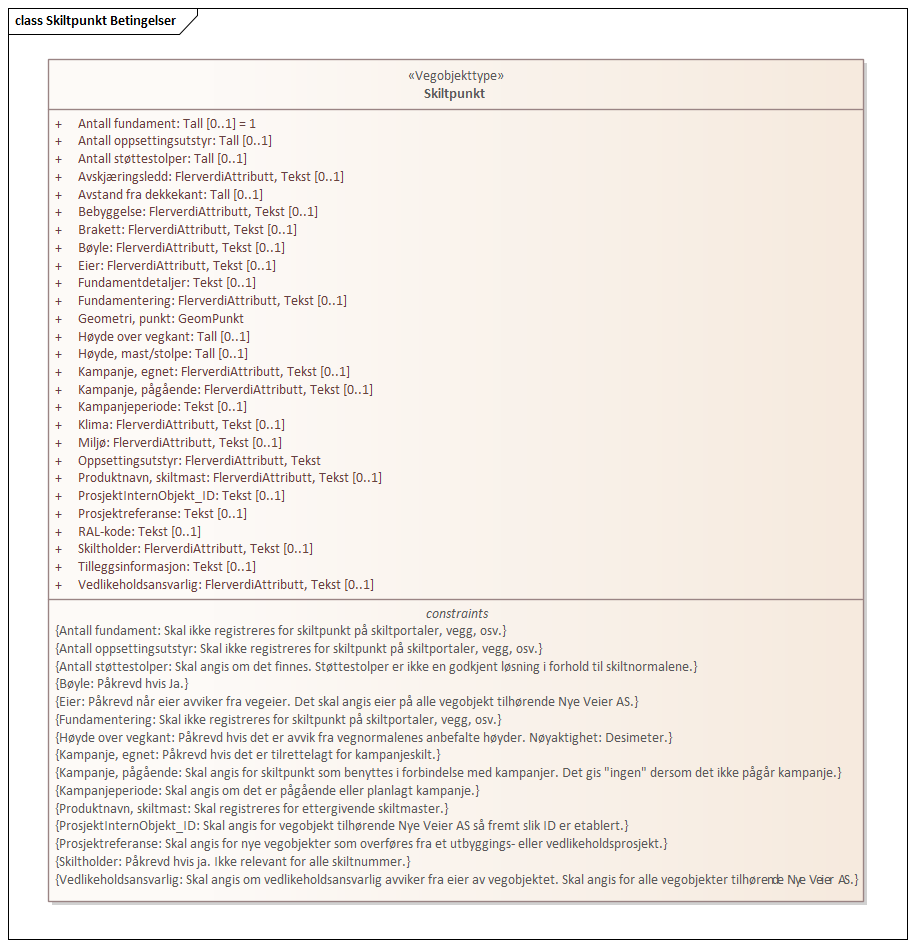 class Skiltpunkt Betingelser
«Vegobjekttype»
Skiltpunkt
+ Antall fundament: Tall [0..1] = 1
+ Antall oppsettingsutstyr: Tall [0..1]
+ Antall støttestolper: Tall [0..1]
+ Avskjæringsledd: FlerverdiAttributt, Tekst [0..1]
+ Avstand fra dekkekant: Tall [0..1]
+ Bebyggelse: FlerverdiAttributt, Tekst [0..1]
+ Brakett: FlerverdiAttributt, Tekst [0..1]
+ Bøyle: FlerverdiAttributt, Tekst [0..1]
+ Eier: FlerverdiAttributt, Tekst [0..1]
+ Fundamentdetaljer: Tekst [0..1]
+ Fundamentering: FlerverdiAttributt, Tekst [0..1]
+ Geometri, punkt: GeomPunkt
+ Høyde over vegkant: Tall [0..1]
+ Høyde, mast/stolpe: Tall [0..1]
+ Kampanje, egnet: FlerverdiAttributt, Tekst [0..1]
+ Kampanje, pågående: FlerverdiAttributt, Tekst [0..1]
+ Kampanjeperiode: Tekst [0..1]
+ Klima: FlerverdiAttributt, Tekst [0..1]
+ Miljø: FlerverdiAttributt, Tekst [0..1]
+ Oppsettingsutstyr: FlerverdiAttributt, Tekst
+ Produktnavn, skiltmast: FlerverdiAttributt, Tekst [0..1]
+ ProsjektInternObjekt_ID: Tekst [0..1]
+ Prosjektreferanse: Tekst [0..1]
+ RAL-kode: Tekst [0..1]
+ Skiltholder: FlerverdiAttributt, Tekst [0..1]
+ Tilleggsinformasjon: Tekst [0..1]
+ Vedlikeholdsansvarlig: FlerverdiAttributt, Tekst [0..1]
constraints
{Antall fundament: Skal ikke registreres for skiltpunkt på skiltportaler, vegg, osv.}
{Antall oppsettingsutstyr: Skal ikke registreres for skiltpunkt på skiltportaler, vegg, osv.}
{Antall støttestolper: Skal angis om det finnes. Støttestolper er ikke en godkjent løsning i forhold til skiltnormalene.}
{Bøyle: Påkrevd hvis Ja.}
{Eier: Påkrevd når eier avviker fra vegeier. Det skal angis eier på alle vegobjekt tilhørende Nye Veier AS.}
{Fundamentering: Skal ikke registreres for skiltpunkt på skiltportaler, vegg, osv.}
{Høyde over vegkant: Påkrevd hvis det er avvik fra vegnormalenes anbefalte høyder. Nøyaktighet: Desimeter.}
{Kampanje, egnet: Påkrevd hvis det er tilrettelagt for kampanjeskilt.}
{Kampanje, pågående: Skal angis for skiltpunkt som benyttes i forbindelse med kampanjer. Det gis "ingen" dersom det ikke pågår kampanje.}
{Kampanjeperiode: Skal angis om det er pågående eller planlagt kampanje.}
{Produktnavn, skiltmast: Skal registreres for ettergivende skiltmaster.}
{ProsjektInternObjekt_ID: Skal angis for vegobjekt tilhørende Nye Veier AS så fremt slik ID er etablert.}
{Prosjektreferanse: Skal angis for nye vegobjekter som overføres fra et utbyggings- eller vedlikeholdsprosjekt.}
{Skiltholder: Påkrevd hvis ja. Ikke relevant for alle skiltnummer.}
{Vedlikeholdsansvarlig: Skal angis om vedlikeholdsansvarlig avviker fra eier av vegobjektet. Skal angis for alle vegobjekter tilhørende Nye Veier AS.}